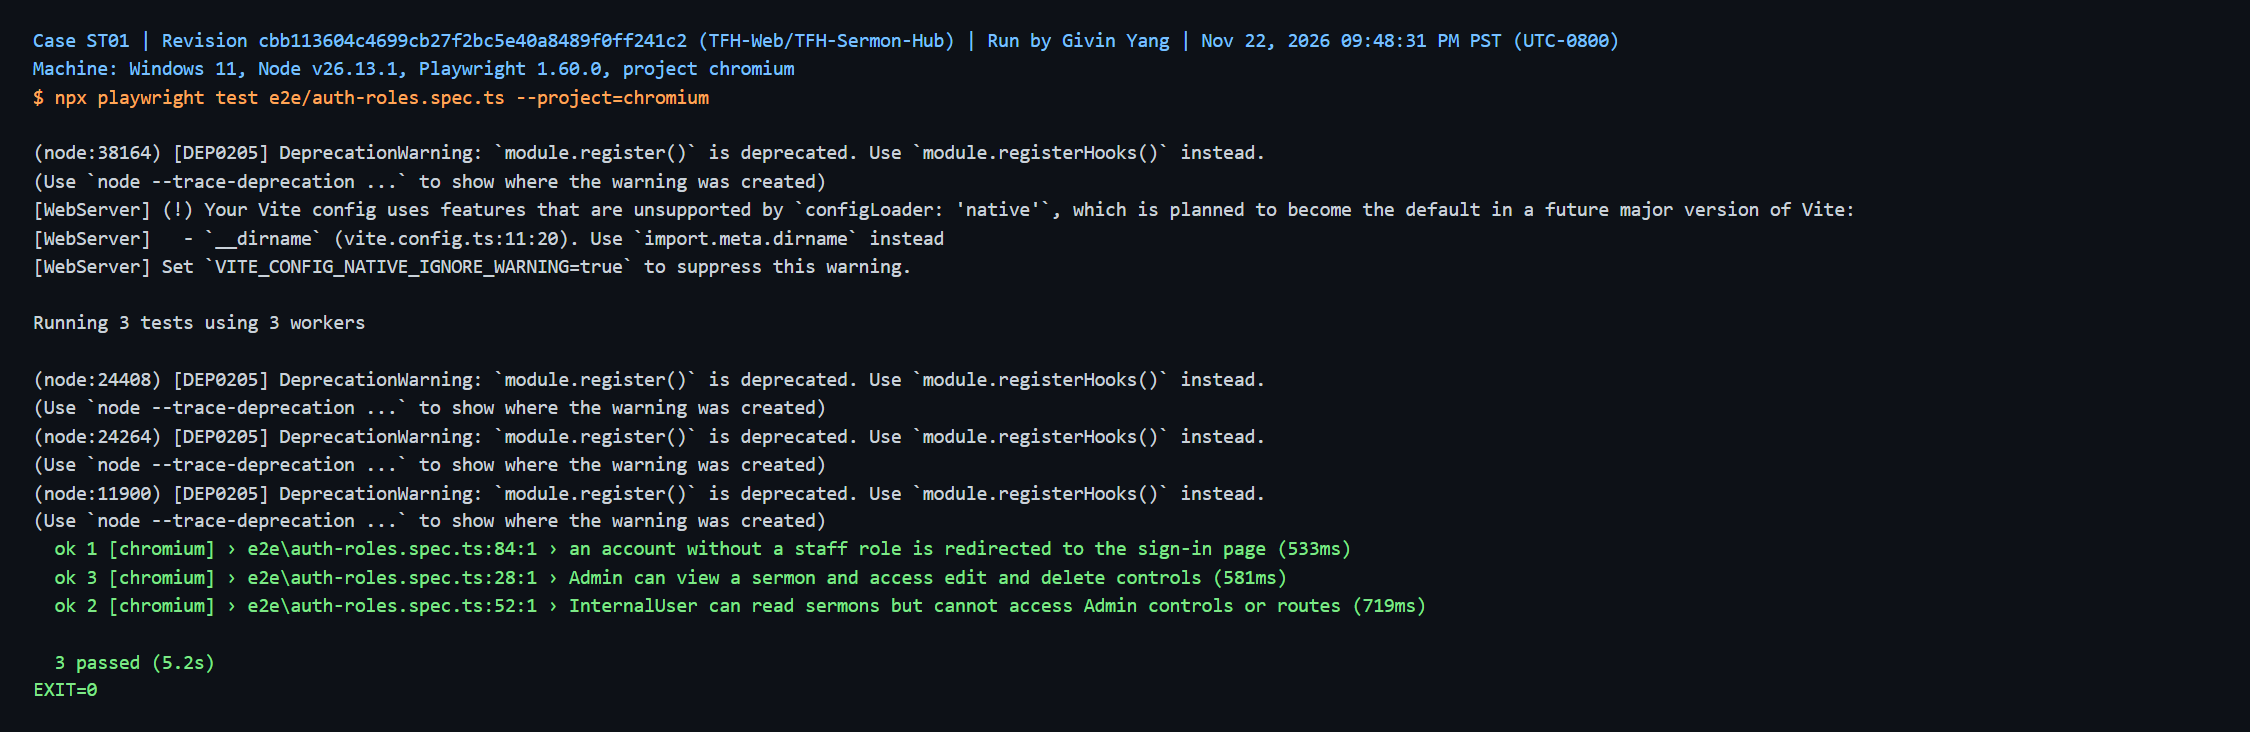 Case ST01 | Revision cbb113604c4699cb27f2bc5e40a8489f0ff241c2 (TFH-Web/TFH-Sermon-Hub) | Run by Givin Yang | Nov 22, 2026 09:48:31 PM PST (UTC-0800)
Machine: Windows 11, Node v26.13.1, Playwright 1.60.0, project chromium
$ npx playwright test e2e/auth-roles.spec.ts --project=chromium
(node:38164) [DEP0205] DeprecationWarning: `module.register()` is deprecated. Use `module.registerHooks()` instead.
(Use `node --trace-deprecation ...` to show where the warning was created)
[WebServer] (!) Your Vite config uses features that are unsupported by `configLoader: 'native'`, which is planned to become the default in a future major version of Vite:
[WebServer]   - `__dirname` (vite.config.ts:11:20). Use `import.meta.dirname` instead
[WebServer] Set `VITE_CONFIG_NATIVE_IGNORE_WARNING=true` to suppress this warning.
Running 3 tests using 3 workers
(node:24408) [DEP0205] DeprecationWarning: `module.register()` is deprecated. Use `module.registerHooks()` instead.
(Use `node --trace-deprecation ...` to show where the warning was created)
(node:24264) [DEP0205] DeprecationWarning: `module.register()` is deprecated. Use `module.registerHooks()` instead.
(Use `node --trace-deprecation ...` to show where the warning was created)
(node:11900) [DEP0205] DeprecationWarning: `module.register()` is deprecated. Use `module.registerHooks()` instead.
(Use `node --trace-deprecation ...` to show where the warning was created)
  ok 1 [chromium] › e2e\auth-roles.spec.ts:84:1 › an account without a staff role is redirected to the sign-in page (533ms)
  ok 3 [chromium] › e2e\auth-roles.spec.ts:28:1 › Admin can view a sermon and access edit and delete controls (581ms)
  ok 2 [chromium] › e2e\auth-roles.spec.ts:52:1 › InternalUser can read sermons but cannot access Admin controls or routes (719ms)
  3 passed (5.2s)
EXIT=0